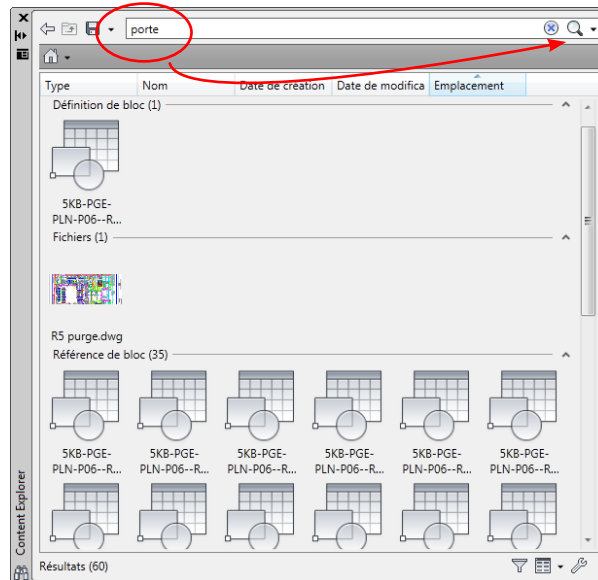 porte
Type Nom Date de création Date de modifica Emplacement
Définition de bloc (1)
5KB-PGE-
PLN-P06--R...
Fichiers (1)
R5 purge.dwg
Référence de bloc (35)
5KB-PGE- 5KB-PGE- 5KB-PGE- 5KB-PGE- 5KB-PGE- 5KB-PGE-
PLN-P06--R... PLN-P06--R... PLN-P06--R... PLN-P06--R... PLN-P06--R... PLN-P06--R...
Content Explorer
Résultats (60)